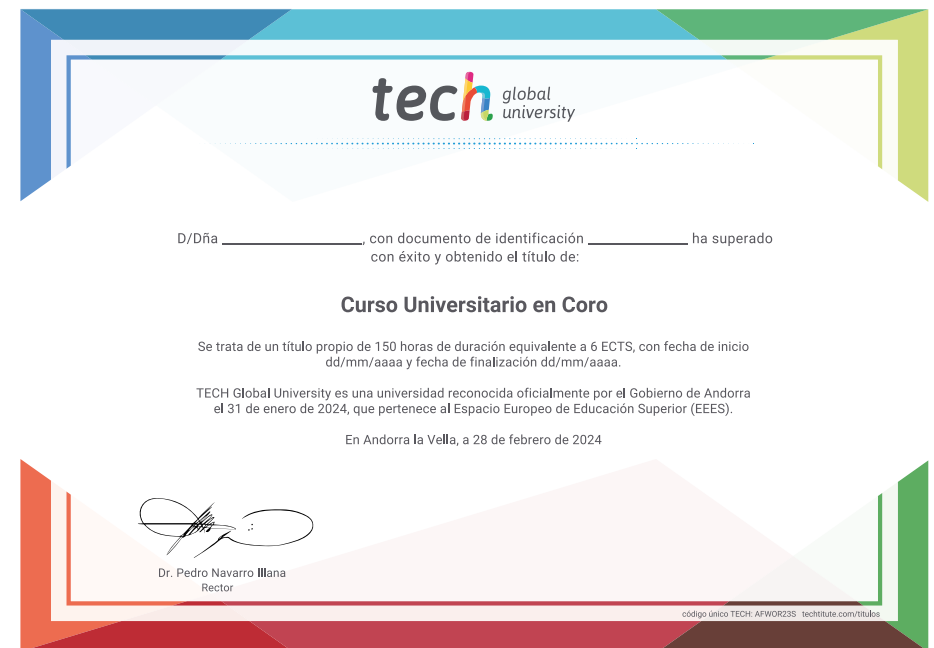 tech global university
D/Dña ________________, con documento de identificación ___________ ha superado
con éxito y obtenido el título de:
Curso Universitario en Coro
Se trata de un título propio de 150 horas de duración equivalente a 6 ECTS, con fecha de inicio
dd/mm/aaaa y fecha de finalización dd/mm/aaaa.
TECH Global University es una universidad reconocida oficialmente por el Gobierno de Andorra
el 31 de enero de 2024, que pertenece al Espacio Europeo de Educación Superior (EEES).
En Andorra la Vella, a 28 de febrero de 2024
Dr. Pedro Navarro Illana
Rector
código único TECH: AFWOR23S techtitute.com/titulos